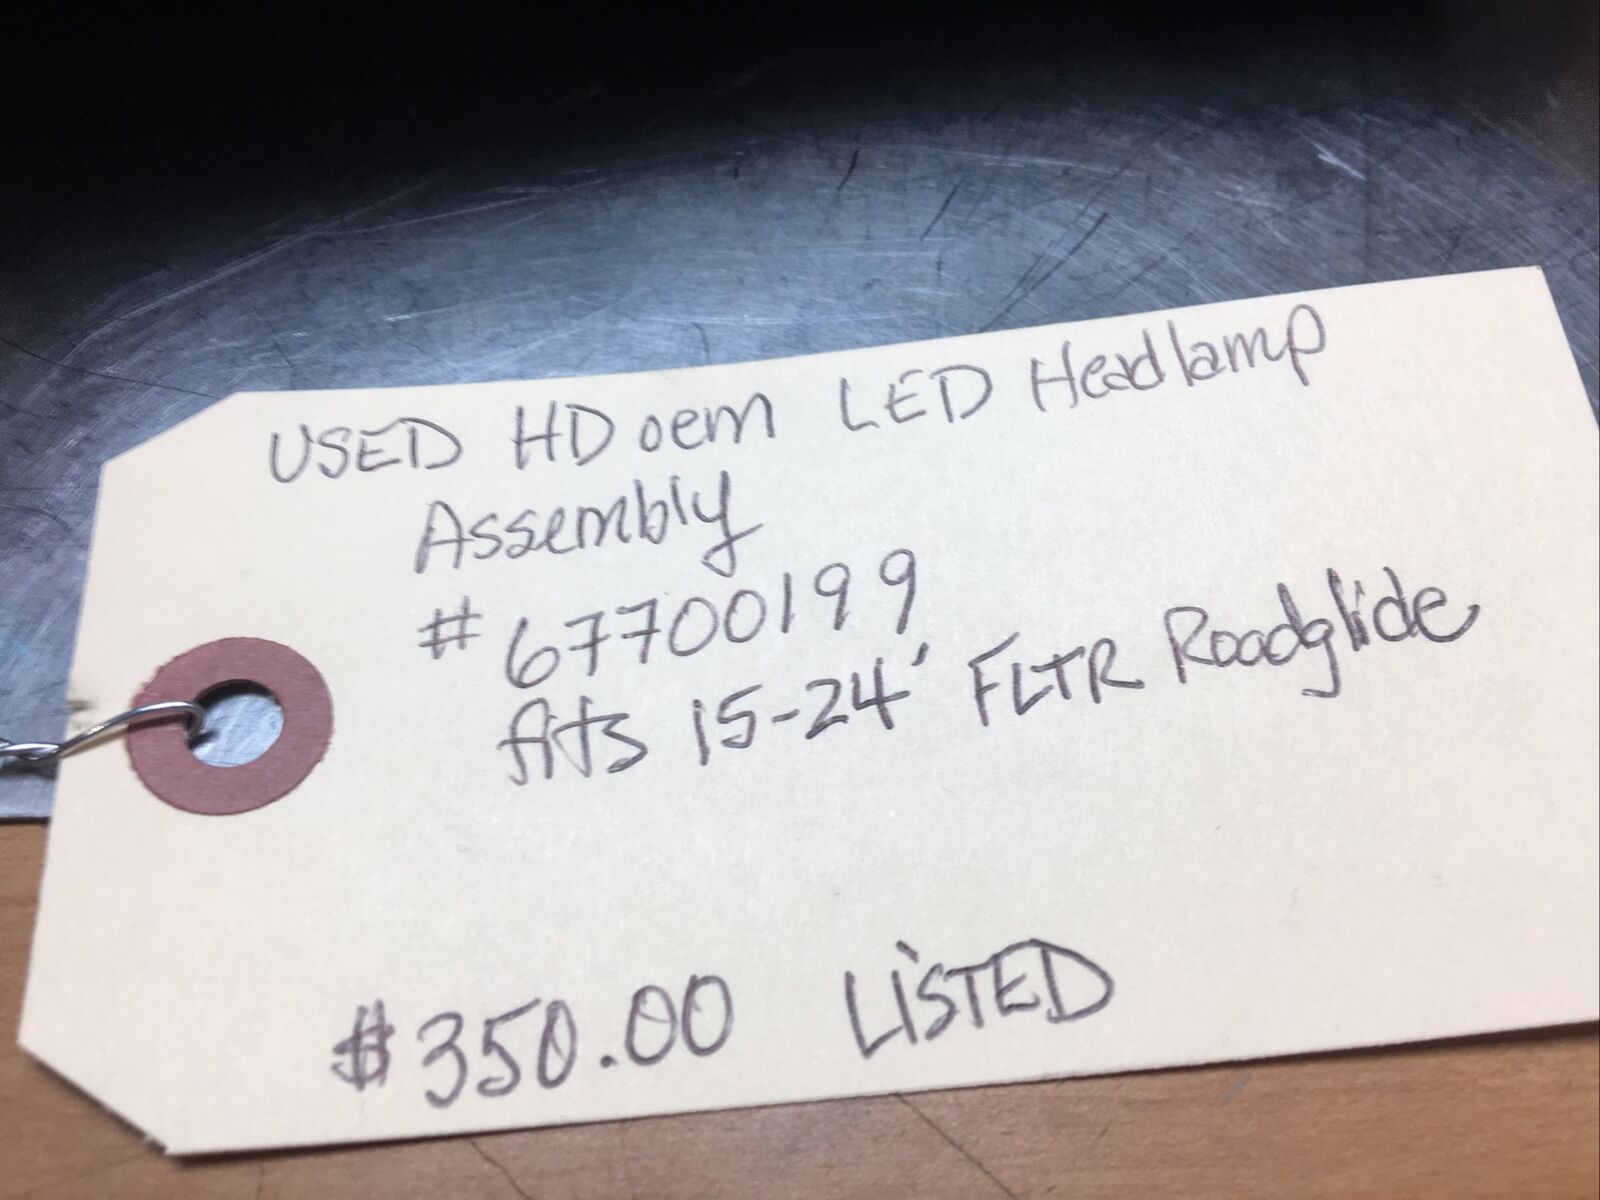 USED HD oem LED Headlamp
Assembly
# 67700199
fits 15-24' FLTR Roadglide
$350.00 LiSTED